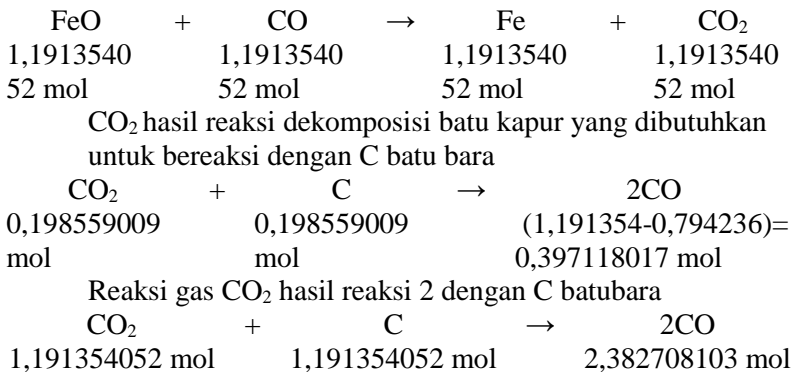 FeO + CO → Fe + CO₂
1,1913540 1,1913540 1,1913540 1,1913540
52 mol 52 mol 52 mol 52 mol
CO₂ hasil reaksi dekomposisi batu kapur yang dibutuhkan
untuk bereaksi dengan C batu bara
CO₂ + C → 2CO
0,198559009 0,198559009 (1,191354-0,794236)=
mol mol 0,397118017 mol
Reaksi gas CO₂ hasil reaksi 2 dengan C batubara
CO₂ + C → 2CO
1,191354052 mol 1,191354052 mol 2,382708103 mol